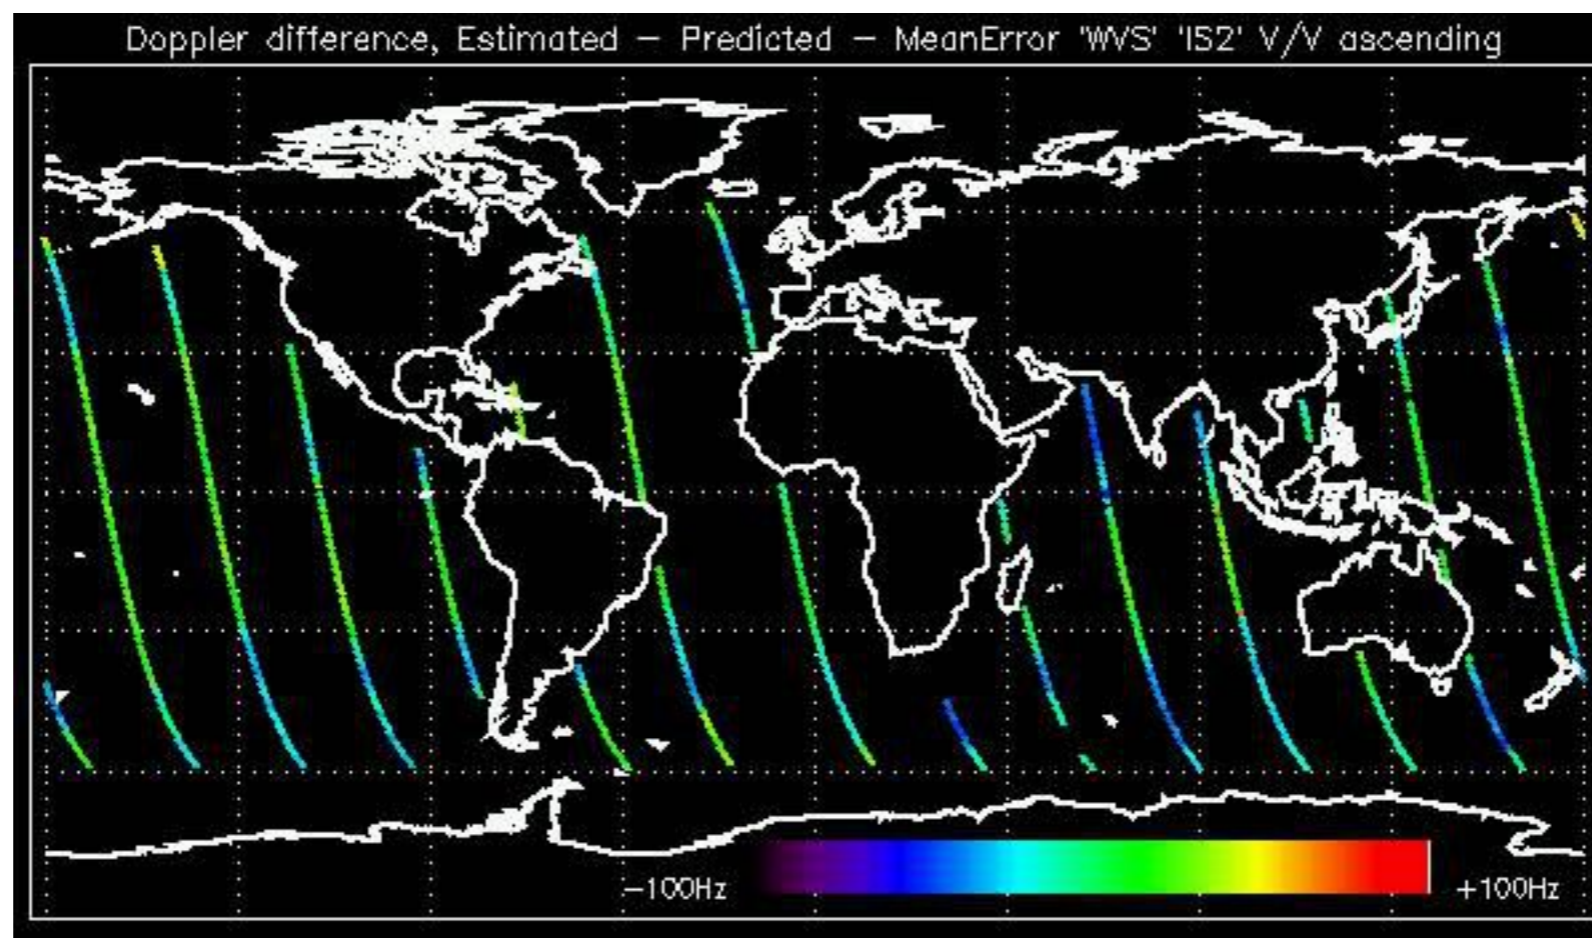 Doppler difference, Estimated – Predicted – MeanError 'WVS' 'IS2' V/V ascending
–100Hz
+100Hz